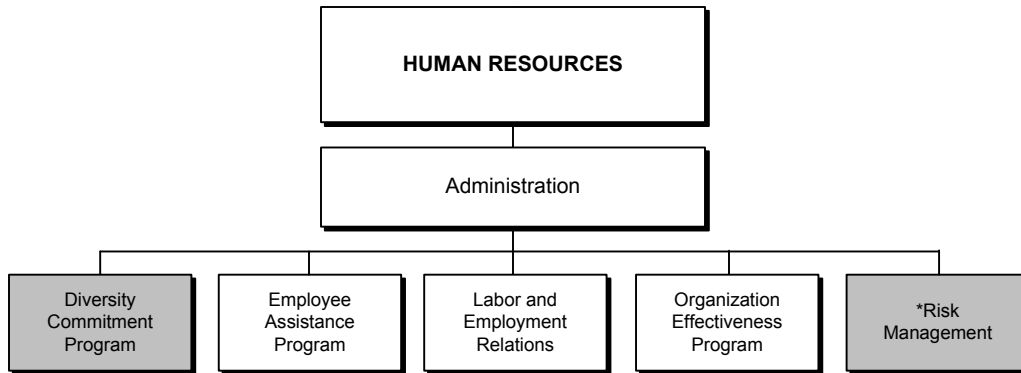 HUMAN RESOURCES
Administration
Diversity
Commitment
Program
Employee
Assistance
Program
Labor and
Employment
Relations
Organization
Effectiveness
Program
*Risk
Management